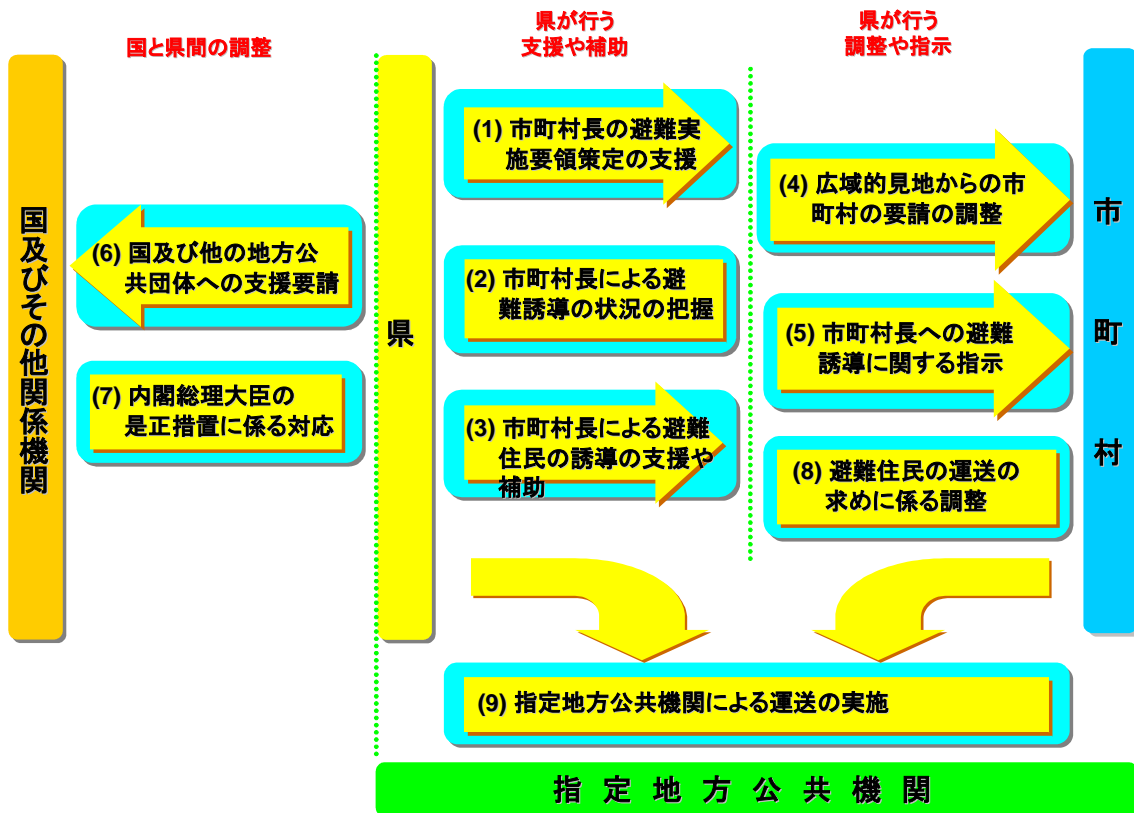 国と県間の調整
県が行う
支援や補助
県が行う
調整や指示
国及びその他関係機関
(6) 国及び他の地方公
共団体への支援要請
(7) 内閣総理大臣の
是正措置に係る対応
県
(1) 市町村長の避難実
施要領策定の支援
(2) 市町村長による避
難誘導の状況の把握
(3) 市町村長による避難
住民の誘導の支援や
補助
(4) 広域的見地からの市
町村の要請の調整
(5) 市町村長への避難
誘導に関する指示
(8) 避難住民の運送の
求めに係る調整
市町村
(9) 指定地方公共機関による運送の実施
指定地方公共機関